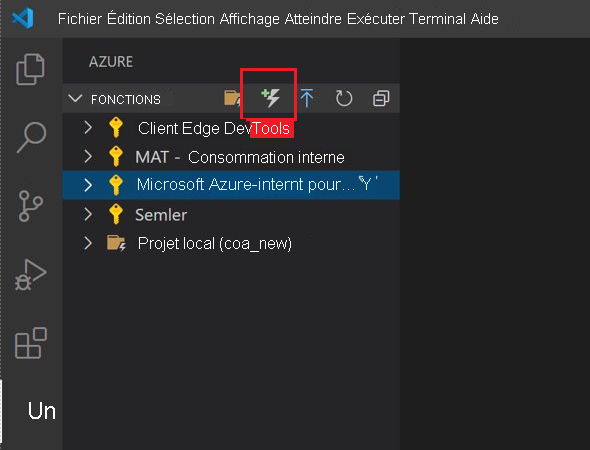 Fichier Édition Sélection Affichage Atteindre Exécuter Terminal Aide
AZURE
FONCTIONS
Client Edge DevTools
MAT - Consommation interne
Microsoft Azure-internt pour...
Semler
Projet local (coa_new)
Un